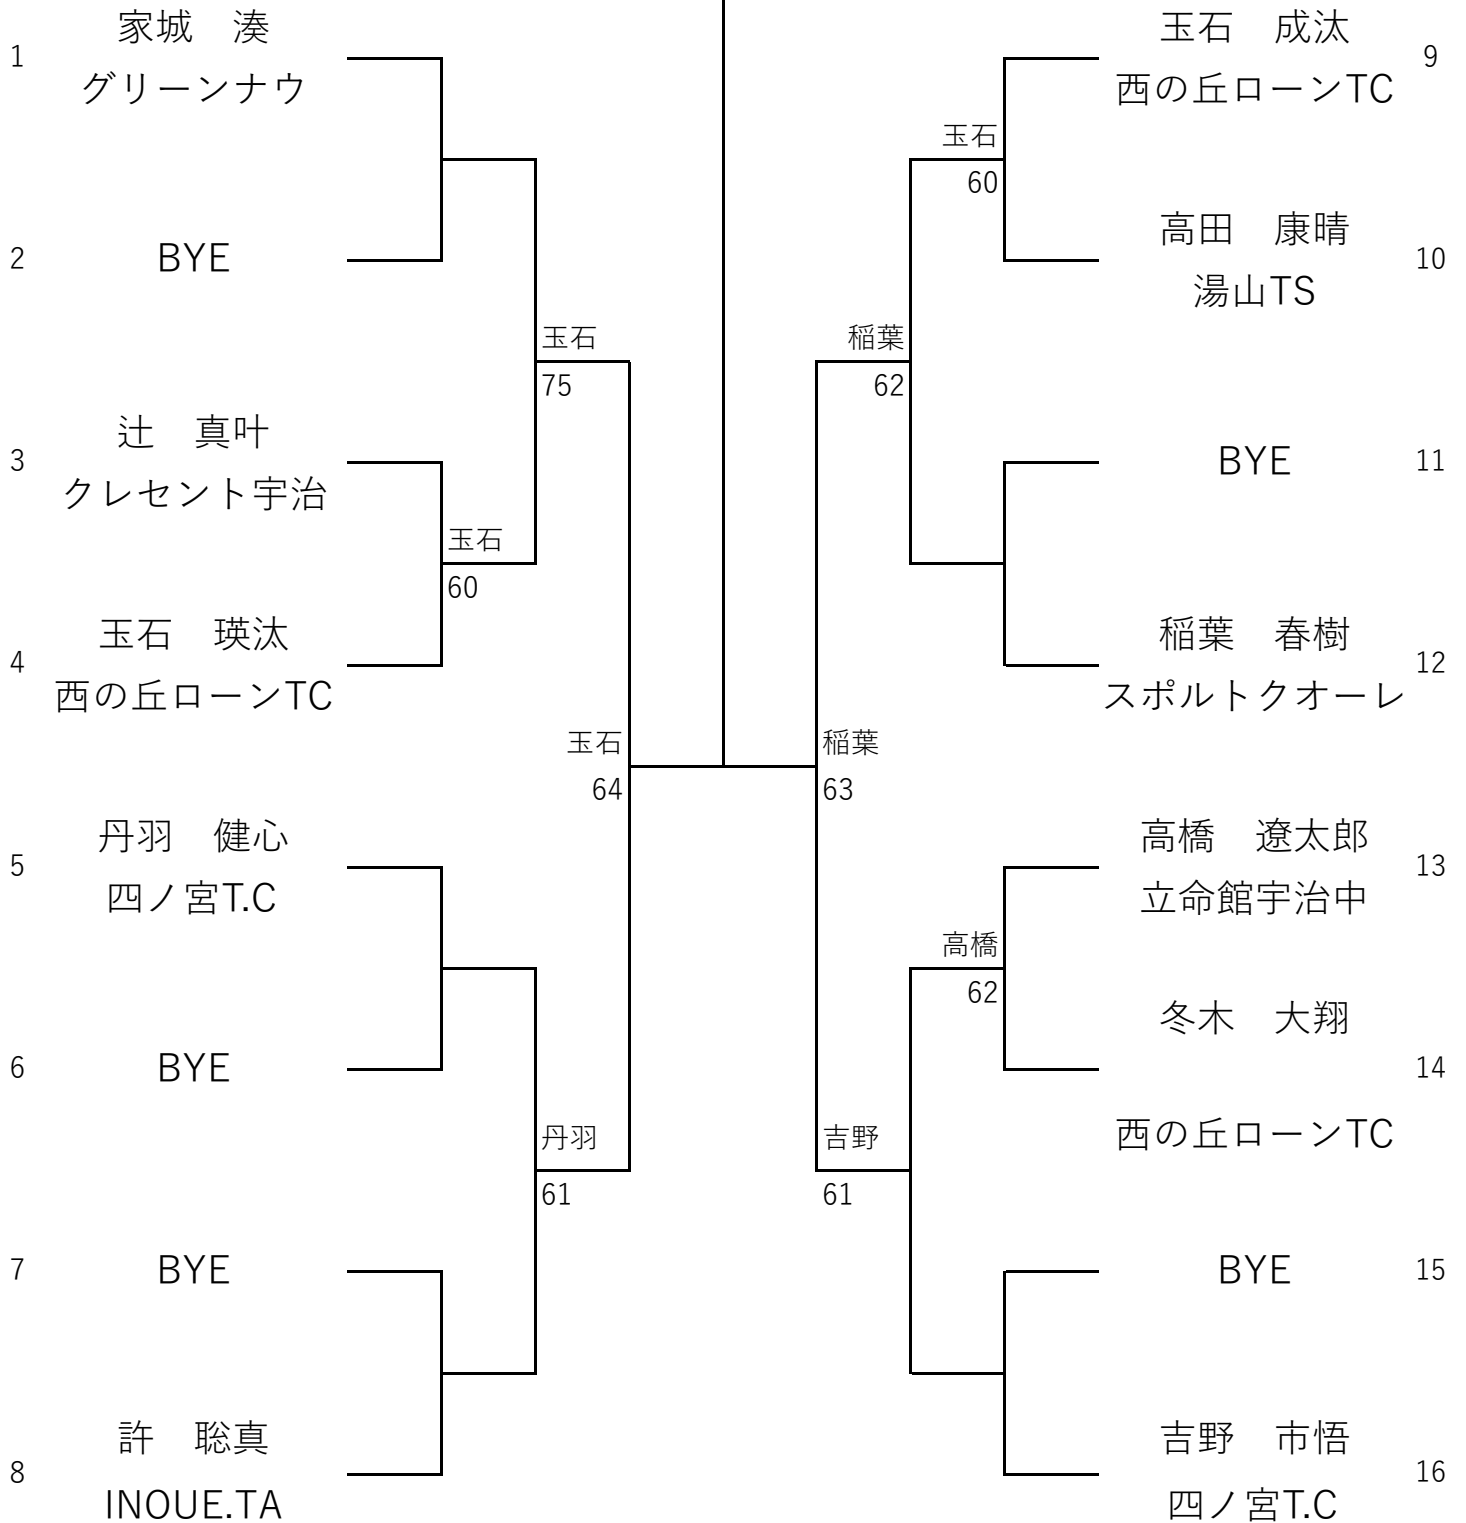 1
家城　湊
グリーンナウ
2
BYE
3
辻　真叶
クレセント宇治
4
玉石　瑛汰
西の丘ローンTC
5
丹羽　健心
四ノ宮T.C
6
BYE
7
BYE
8
許　聡真
INOUE.TA
玉石
60
玉石
75
丹羽
61
玉石
64
稲葉
63
稲葉
62
吉野
61
玉石
60
高橋
62
玉石　成汰
西の丘ローンTC
9
高田　康晴
湯山TS
10
BYE
11
稲葉　春樹
スポルトクオーレ
12
高橋　遼太郎
立命館宇治中
13
冬木　大翔
西の丘ローンTC
14
BYE
15
吉野　市悟
四ノ宮T.C
16